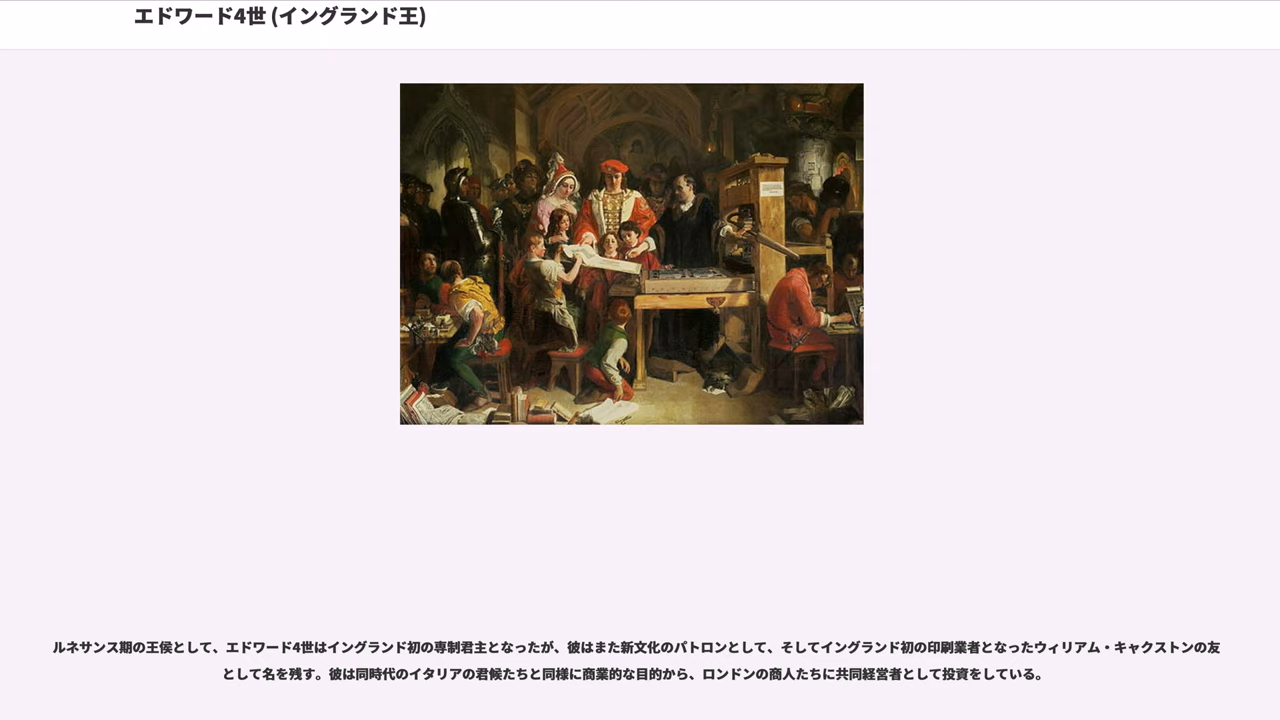 エドワード4世 (イングランド王)
ルネサンス期の王侯として、エドワード4世はイングランド初の専制君主となったが、彼はまた新文化のパトロンとして、そしてイングランド初の印刷業者となったウィリアム・キャクストンの友
として名を残す。彼は同時代のイタリアの君候たちと同様に商業的な目的から、ロンドンの商人たちに共同経営者として投資をしている。